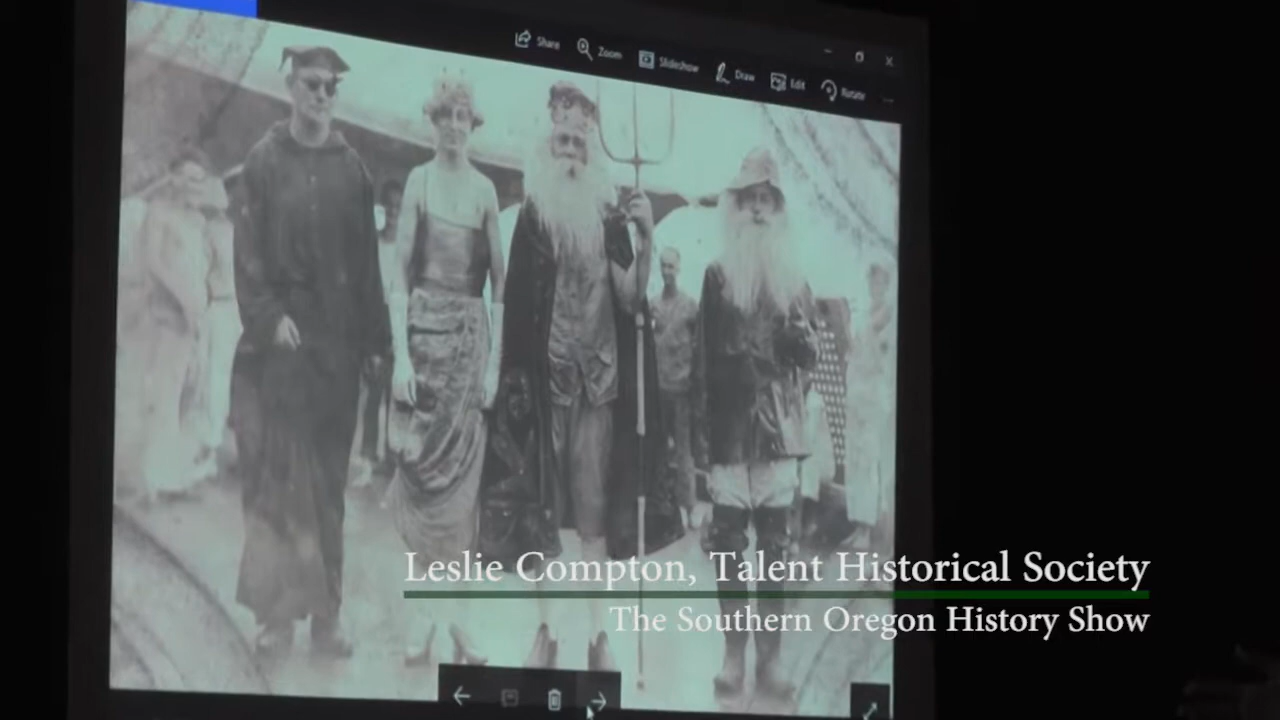 Share Zoom Slideshow Draw Edit Rotate
Leslie Compton, Talent Historical Society
The Southern Oregon History Show